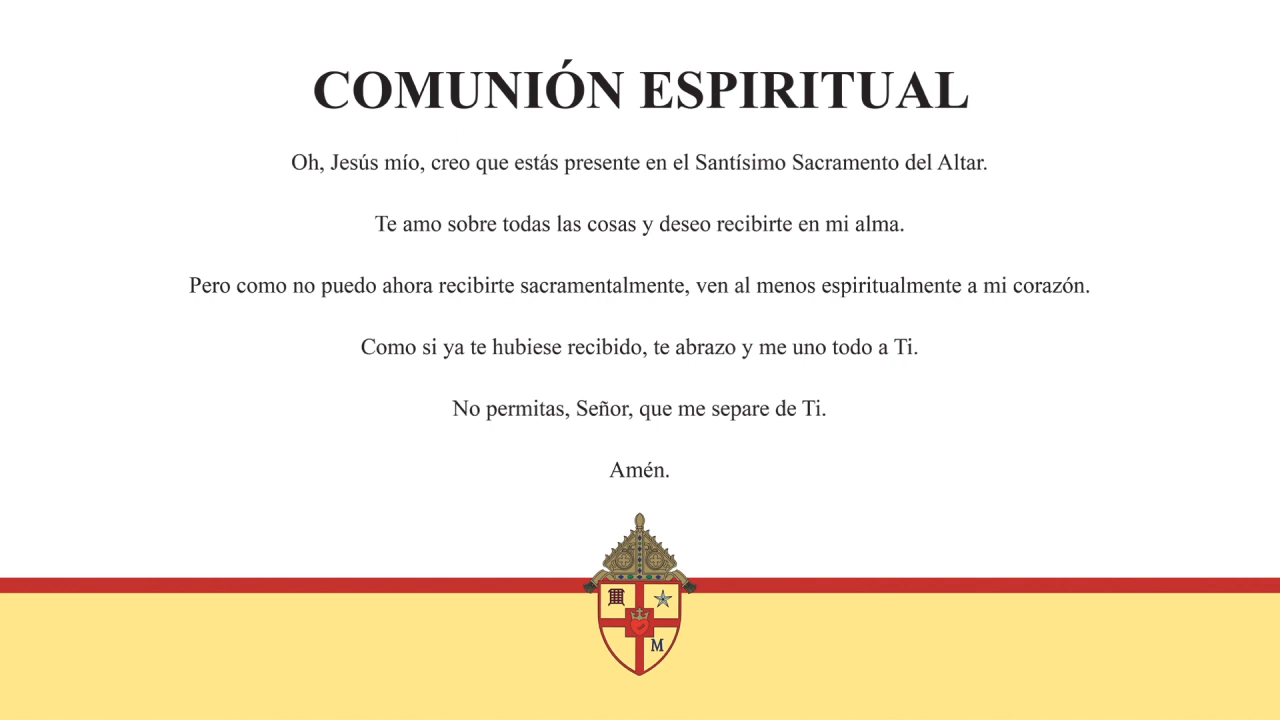 COMUNIÓN ESPIRITUAL
Oh, Jesús mío, creo que estás presente en el Santísimo Sacramento del Altar.
Te amo sobre todas las cosas y deseo recibirte en mi alma.
Pero como no puedo ahora recibirte sacramentalmente, ven al menos espiritualmente a mi corazón.
Como si ya te hubiese recibido, te abrazo y me uno todo a Ti.
No permitas, Señor, que me separe de Ti.
Amén.
M